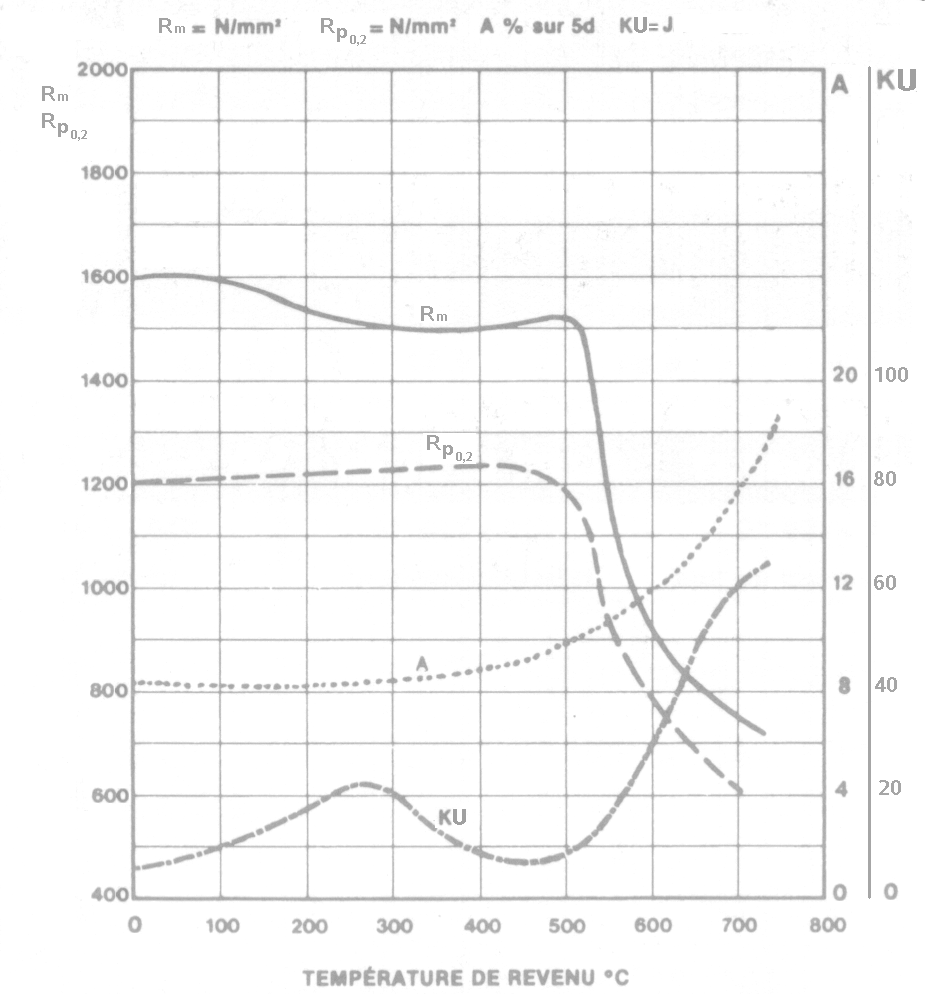 Rm = N/mm² Rp0,2 = N/mm² A % sur 5d KU=J
2000
A
KU
Rm
Rp0,2
1800
1600
Rm
1400
20
100
Rp0,2
1200
16
80
1000
12
60
A
800
8
40
600
4
20
KU
400
0
0
0 100 200 300 400 500 600 700 800
TEMPÉRATURE DE REVENU °C